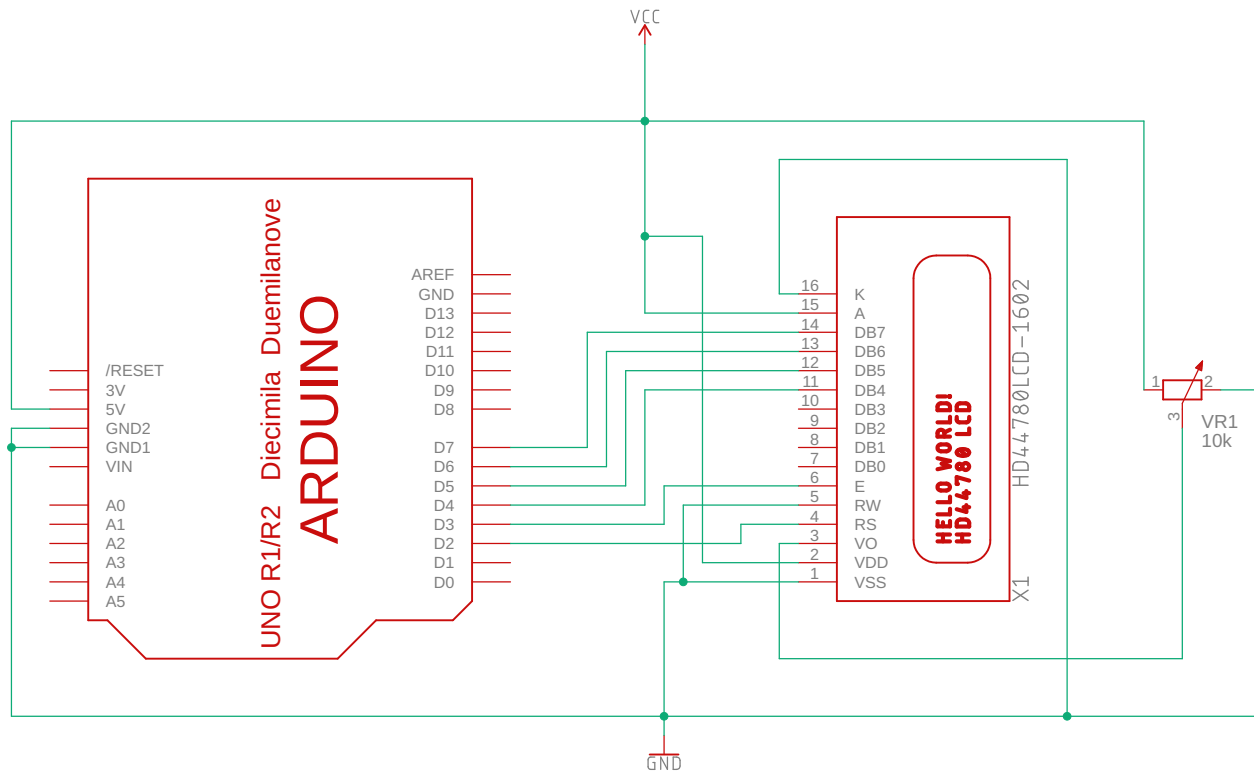 VCC
UNO R1/R2 Diecimila Duemilanove
ARDUINO
/RESET
3V
5V
GND2
GND1
VIN
A0
A1
A2
A3
A4
A5
AREF
GND
D13
D12
D11
D10
D9
D8
D7
D6
D5
D4
D3
D2
D1
D0
16 K
15 A
14 DB7
13 DB6
12 DB5
11 DB4
10 DB3
9 DB2
8 DB1
7 DB0
6 E
5 RW
4 RS
3 VO
2 VDD
1 VSS
HELLO WORLD!
HD44780 LCD
HD44780LCD-1602
X1
1
2
3
VR1
10k
GND